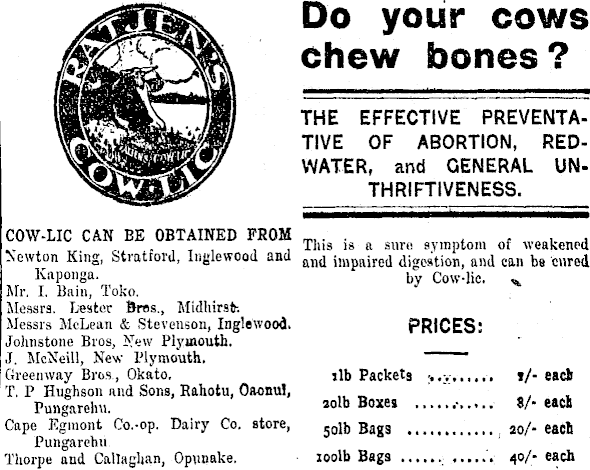 RATJEN'S
COW-LIC
COW-LIC CAN BE OBTAINED FROM
Newton King, Stratford, Inglewood and
Kaponga.
Mr. I. Bain, Toko.
Messrs. Lester Bros., Midhirst.
Messrs McLean & Stevenson, Inglewood.
Johnstone Bros, New Plymouth.
J. McNeill, New Plymouth.
Greenway Bros., Okato.
T. P Hughson and Sons, Rahotu, Oaonui,
Pungarehu.
Cape Egmont Co.-op. Dairy Co. store,
Pungarehu
Thorpe and Callaghan, Opunake.
Do your cows
chew bones?
THE EFFECTIVE PREVENTA-
TIVE OF ABORTION, RED-
WATER, and GENERAL UN-
THRIFTIVENESS.
This is a sure symptom of weakened
and impaired digestion, and can be cured
by Cow-lic.
PRICES:
1lb Packets .......... 1/- each
20lb Boxes ............ 8/- each
50lb Bags ............ 20/- each
100lb Bags ........... 40/- each